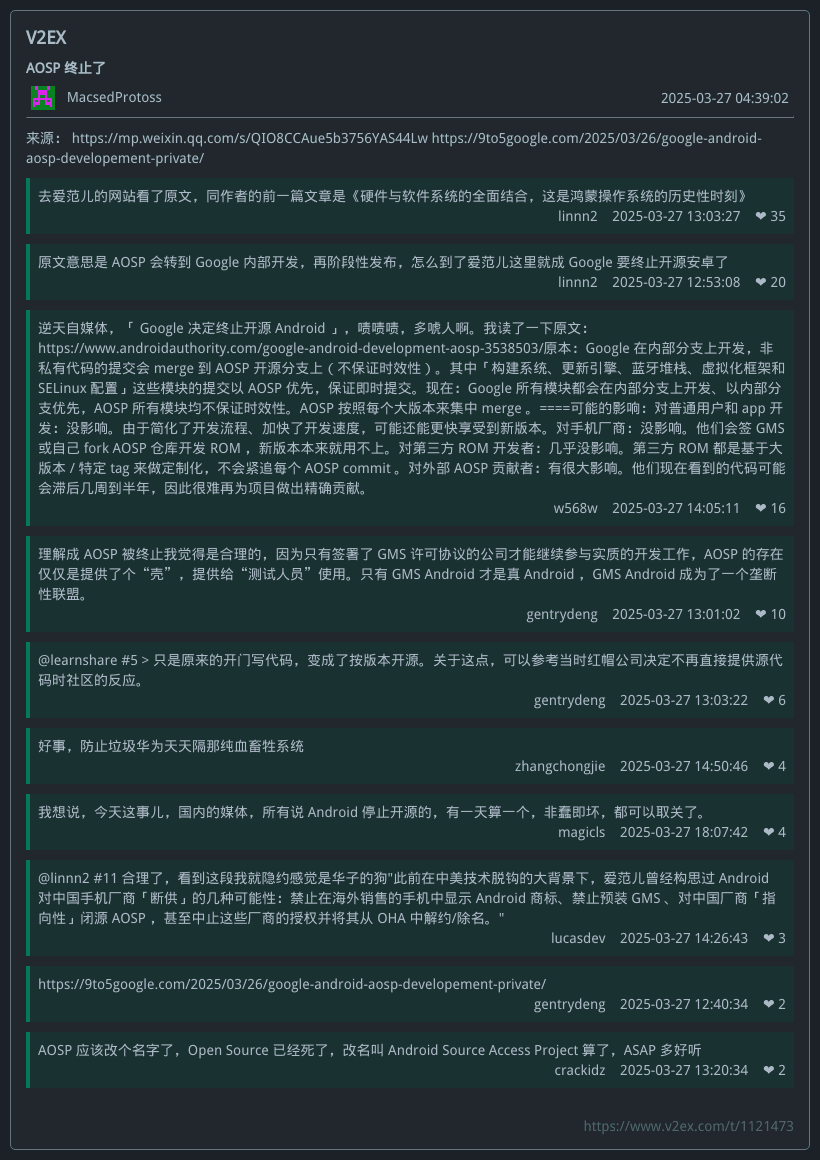 V2EX
AOSP 终止了
MacsedProtoss 2025-03-27 04:39:02
来源： https://mp.weixin.qq.com/s/QIO8CCAue5b3756YAS44Lw https://9to5google.com/2025/03/26/google-android-
aosp-developement-private/
去爱范儿的网站看了原文，同作者的前一篇文章是《硬件与软件系统的全面结合，这是鸿蒙操作系统的历史性时刻》
linnn2 2025-03-27 13:03:27 ❤ 35
原文意思是 AOSP 会转到 Google 内部开发，再阶段性发布，怎么到了爱范儿这里就成 Google 要终止开源安卓了
linnn2 2025-03-27 12:53:08 ❤ 20
逆天自媒体，「 Google 决定终止开源 Android 」，啧啧啧，多唬人啊。我读了一下原文：
https://www.androidauthority.com/google-android-development-aosp-3538503/原本：Google 在内部分支上开发，非
私有代码的提交会 merge 到 AOSP 开源分支上（不保证时效性）。其中「构建系统、更新引擎、蓝牙堆栈、虚拟化框架和
SELinux 配置」这些模块的提交以 AOSP 优先，保证即时提交。现在：Google 所有模块都会在内部分支上开发、以内部分
支优先，AOSP 所有模块均不保证时效性。AOSP 按照每个大版本来集中 merge 。====可能的影响：对普通用户和 app 开
发：没影响。由于简化了开发流程、加快了开发速度，可能还能更快享受到新版本。对手机厂商：没影响。他们会签 GMS
或自己 fork AOSP 仓库开发 ROM ，新版本本来就用不上。对第三方 ROM 开发者：几乎没影响。第三方 ROM 都是基于大
版本 / 特定 tag 来做定制化，不会紧追每个 AOSP commit 。对外部 AOSP 贡献者：有很大影响。他们现在看到的代码可能
会滞后几周到半年，因此很难再为项目做出精确贡献。
w568w 2025-03-27 14:05:11 ❤ 16
理解成 AOSP 被终止我觉得是合理的，因为只有签署了 GMS 许可协议的公司才能继续参与实质的开发工作，AOSP 的存在
仅仅是提供了个“壳”，提供给“测试人员”使用。只有 GMS Android 才是真 Android ，GMS Android 成为了一个垄断
性联盟。
gentrydeng 2025-03-27 13:01:02 ❤ 10
@learnshare #5 > 只是原来的开门写代码，变成了按版本开源。关于这点，可以参考当时红帽公司决定不再直接提供源代
码时社区的反应。
gentrydeng 2025-03-27 13:03:22 ❤ 6
好事，防止垃圾华为天天隔那纯血畜牲系统
zhangchongjie 2025-03-27 14:50:46 ❤ 4
我想说，今天这事儿，国内的媒体，所有说 Android 停止开源的，有一天算一个，非蠢即坏，都可以取关了。
magicls 2025-03-27 18:07:42 ❤ 4
@linnn2 #11 合理了，看到这段我就隐约感觉是华子的狗"此前在中美技术脱钩的大背景下，爱范儿曾经构思过 Android
对中国手机厂商「断供」的几种可能性：禁止在海外销售的手机中显示 Android 商标、禁止预装 GMS 、对中国厂商「指
向性」闭源 AOSP ，甚至中止这些厂商的授权并将其从 OHA 中解约/除名。"
lucasdev 2025-03-27 14:26:43 ❤ 3
https://9to5google.com/2025/03/26/google-android-aosp-developement-private/
gentrydeng 2025-03-27 12:40:34 ❤ 2
AOSP 应该改个名字了，Open Source 已经死了，改名叫 Android Source Access Project 算了，ASAP 多好听
crackidz 2025-03-27 13:20:34 ❤ 2
https://www.v2ex.com/t/1121473